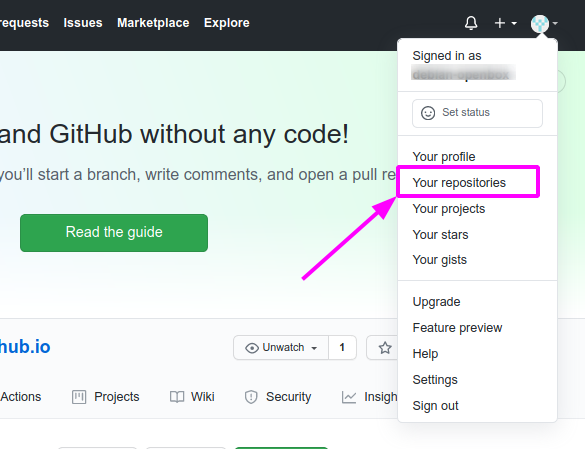 requests Issues Marketplace Explore
Signed in as
Set status
and GitHub without any code!
you'll start a branch, write comments, and open a pull re
Read the guide
Your profile
Your repositories
Your projects
Your stars
Your gists
Upgrade
Feature preview
Help
Settings
Sign out
hub.io
Unwatch 1
Actions Projects Wiki Security Insigh